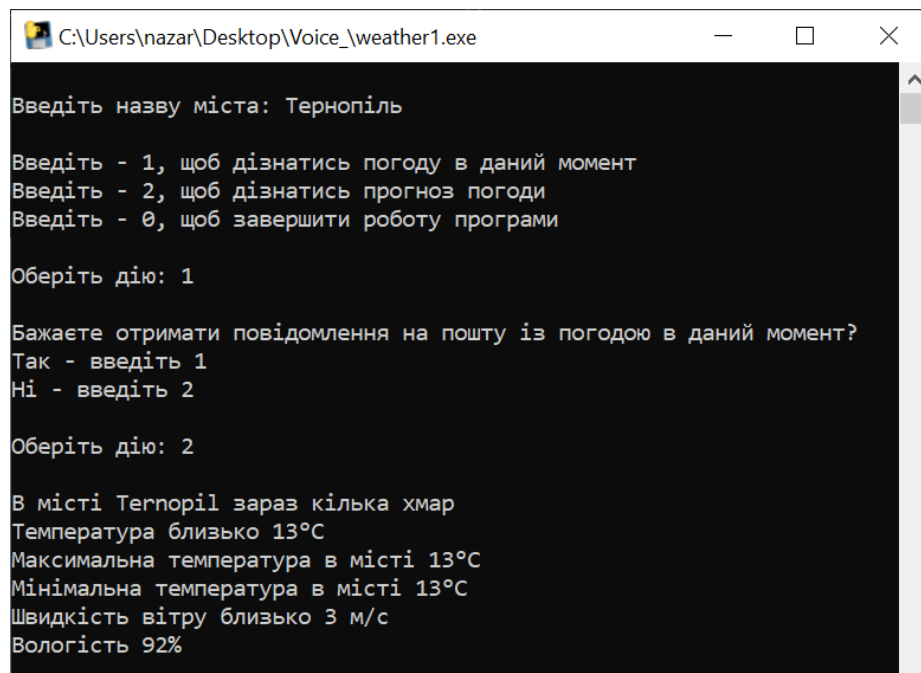 C:\Users\nazar\Desktop\Voice_\weather1.exe
Введіть назву міста: Тернопіль
Введіть - 1, щоб дізнатись погоду в даний момент
Введіть - 2, щоб дізнатись прогноз погоди
Введіть - 0, щоб завершити роботу програми
Оберіть дію: 1
Бажаєте отримати повідомлення на пошту із погодою в даний момент?
Так - введіть 1
Ні - введіть 2
Оберіть дію: 2
В місті Ternopil зараз кілька хмар
Температура близько 13°C
Максимальна температура в місті 13°C
Мінімальна температура в місті 13°C
Швидкість вітру близько 3 м/с
Вологість 92%